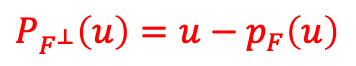 P_{F^⊥}(u) = u − p_F(u)